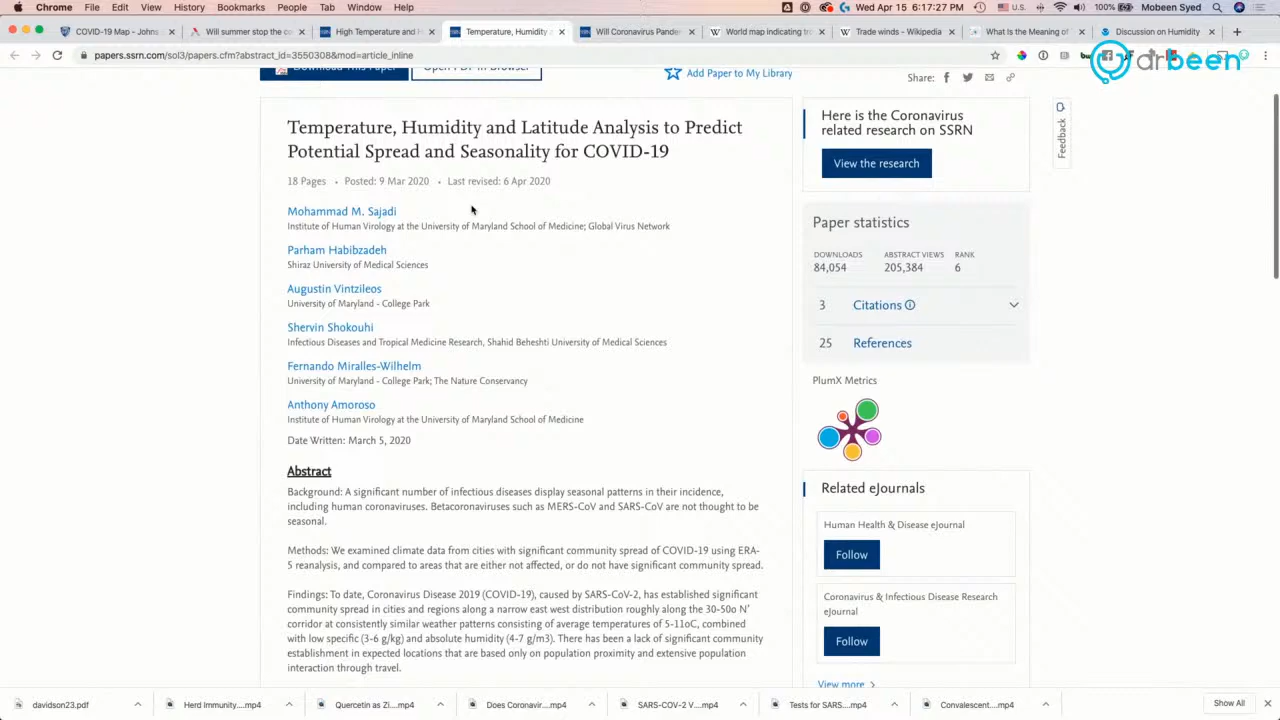 Chrome File Edit View History Bookmarks People Tab Window Help
100% Wed Apr 15 6:17:27 PM Mobeen Syed
U.S.
COVID-19 Map - Johns
Will summer stop the c
High Temperature and H
Temperature, Humidity a
Will Coronavirus Pandem
World map indicating tro
Trade winds - Wikipedia
What Is the Meaning of
Discussion on Humidity
papers.ssrn.com/sol3/papers.cfm?abstract_id=3550308&mod=article_inline
drbeen
Download This Paper
Open PDF in Browser
Add Paper to My Library
Share:
Temperature, Humidity and Latitude Analysis to Predict
Potential Spread and Seasonality for COVID-19
18 Pages • Posted: 9 Mar 2020 • Last revised: 6 Apr 2020
Mohammad M. Sajadi
Institute of Human Virology at the University of Maryland School of Medicine; Global Virus Network
Parham Habibzadeh
Shiraz University of Medical Sciences
Augustin Vintzileos
University of Maryland - College Park
Shervin Shokouhi
Infectious Diseases and Tropical Medicine Research, Shahid Beheshti University of Medical Sciences
Fernando Miralles-Wilhelm
University of Maryland - College Park; The Nature Conservancy
Anthony Amoroso
Institute of Human Virology at the University of Maryland School of Medicine
Date Written: March 5, 2020
Abstract
Background: A significant number of infectious diseases display seasonal patterns in their incidence,
including human coronaviruses. Betacoronaviruses such as MERS-CoV and SARS-CoV are not thought to be
seasonal.
Methods: We examined climate data from cities with significant community spread of COVID-19 using ERA-
5 reanalysis, and compared to areas that are either not affected, or do not have significant community spread.
Findings: To date, Coronavirus Disease 2019 (COVID-19), caused by SARS-CoV-2, has established significant
community spread in cities and regions along a narrow east west distribution roughly along the 30-50o N'
corridor at consistently similar weather patterns consisting of average temperatures of 5-11oC, combined
with low specific (3-6 g/kg) and absolute humidity (4-7 g/m3). There has been a lack of significant community
establishment in expected locations that are based only on population proximity and extensive population
interaction through travel.
Here is the Coronavirus
related research on SSRN
View the research
Feedback
Paper statistics
DOWNLOADS ABSTRACT VIEWS RANK
84,054 205,384 6
3 Citations
25 References
PlumX Metrics
Related eJournals
Human Health & Disease eJournal
Follow
Coronavirus & Infectious Disease Research
eJournal
Follow
View more
davidson23.pdf
Herd Immunity....mp4
Quercetin as Zi....mp4
Does Coronavir....mp4
SARS-COV-2 V....mp4
Tests for SARS....mp4
Convalescent....mp4
Show All